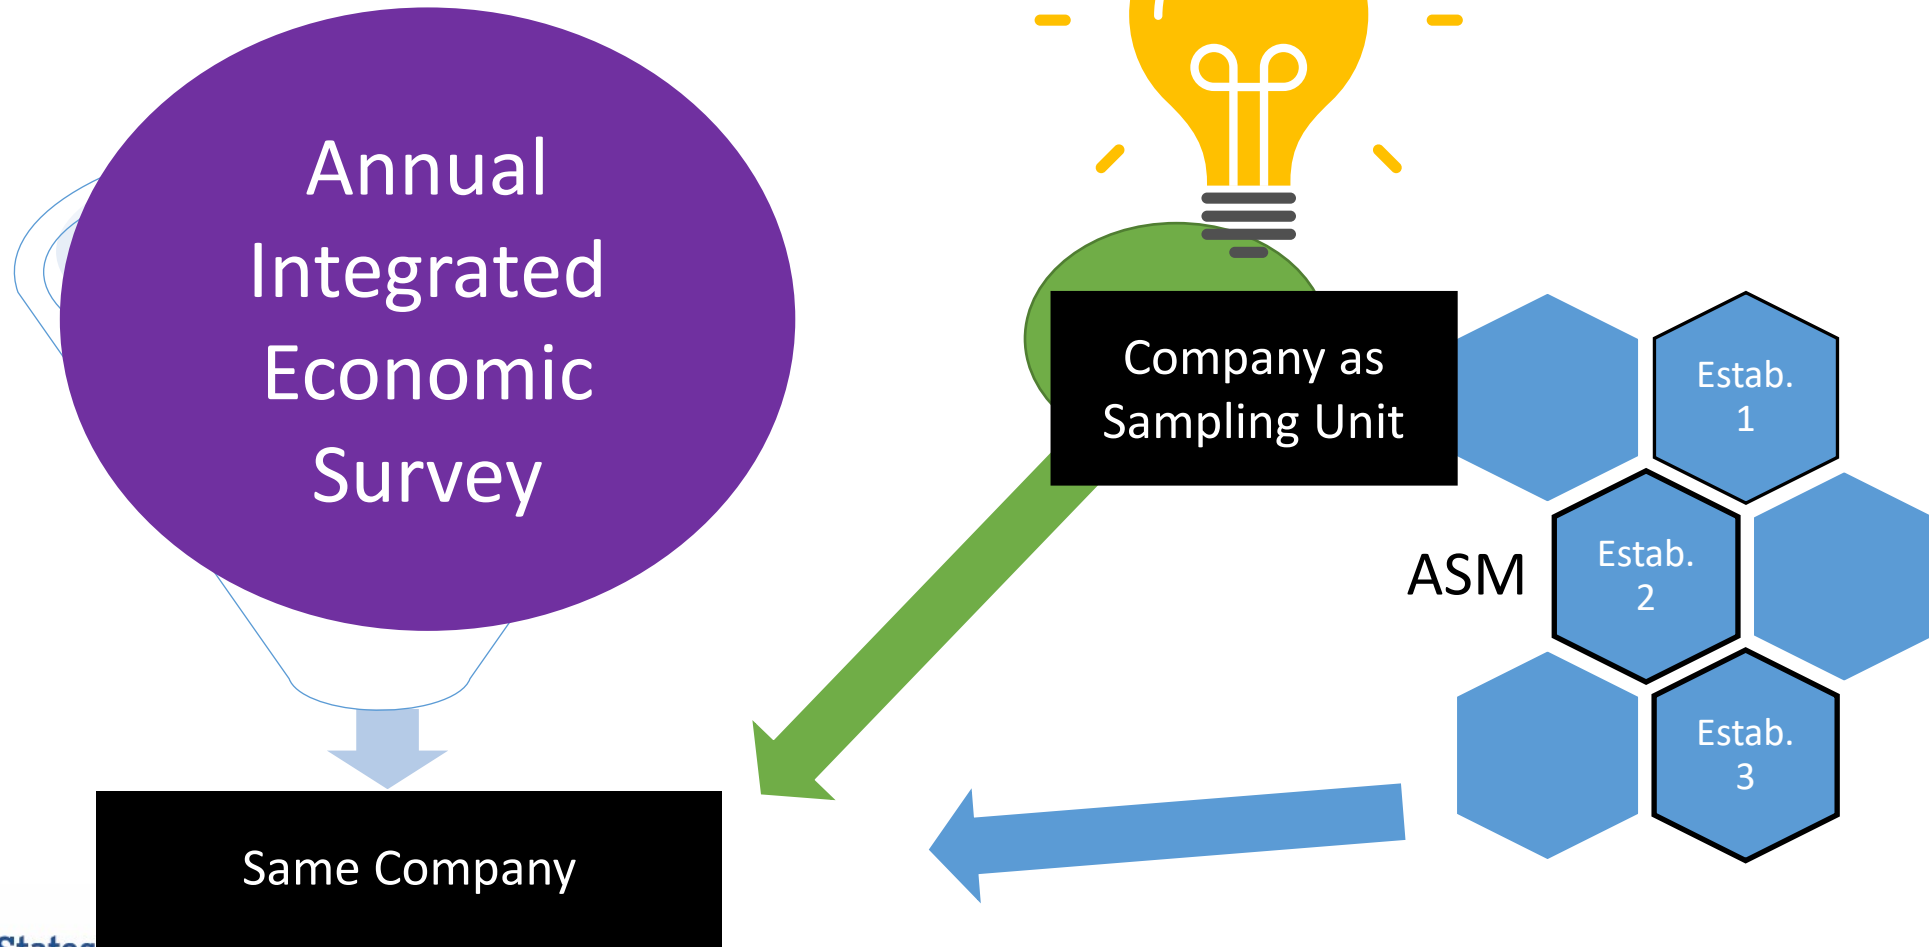 Annual
Integrated
Economic
Survey
Company as
Sampling Unit
Estab.
1
ASM
Estab.
2
Estab.
3
Same Company